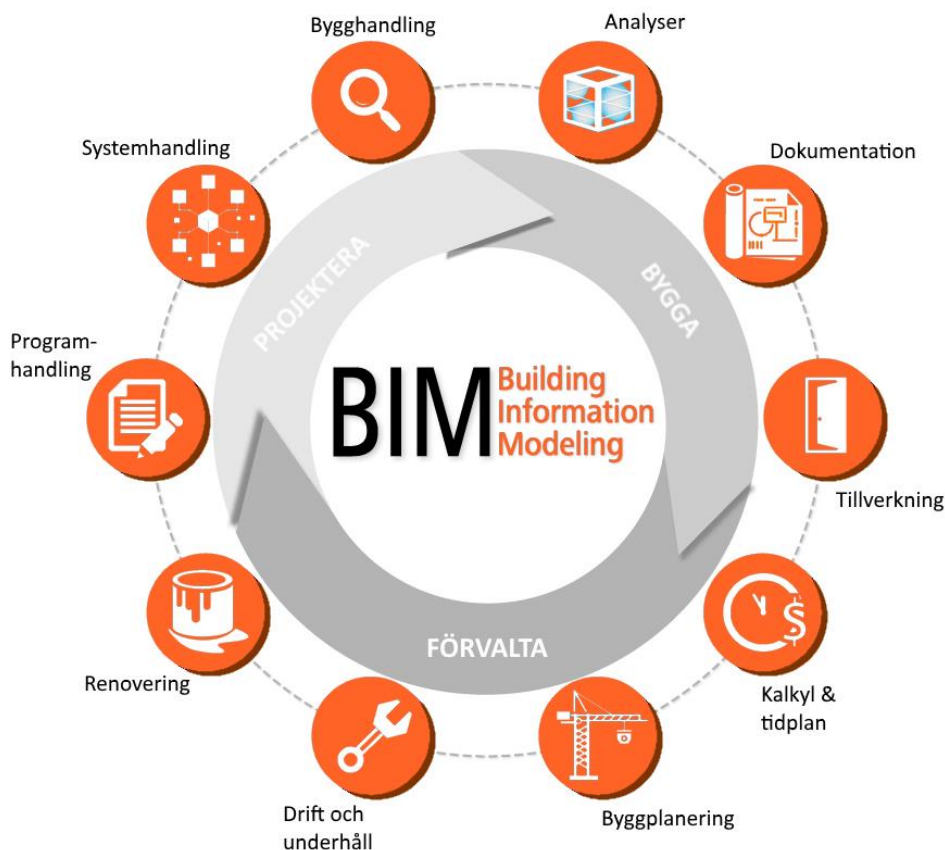 Bygghandling
Analyser
Systemhandling
Dokumentation
Program-
handling
PROJEKTERA
BYGGA
BIM
Building
Information
Modeling
Tillverkning
FÖRVALTA
Renovering
Kalkyl &
tidplan
Drift och
underhåll
Byggplanering
$